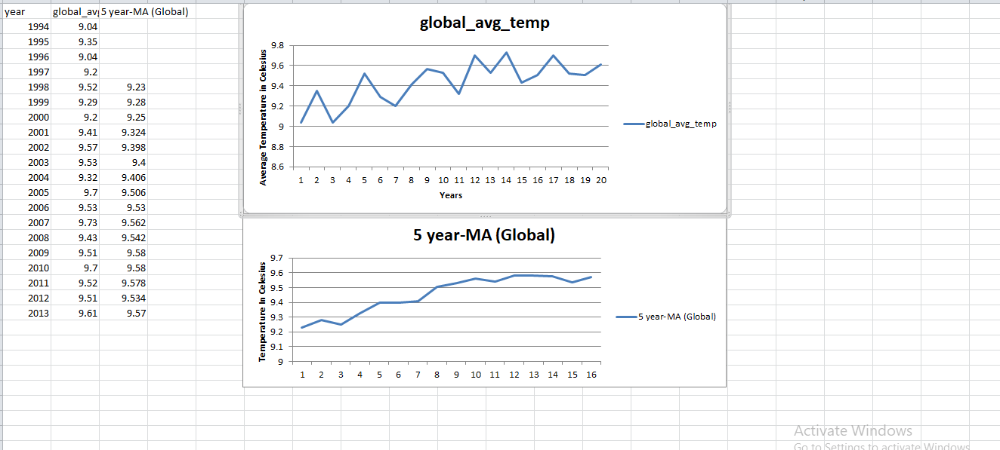 year global_av 5 year-MA (Global)
1994 9.04
1995 9.35
1996 9.04
1997 9.2
1998 9.52 9.23
1999 9.29 9.28
2000 9.2 9.25
2001 9.41 9.324
2002 9.57 9.398
2003 9.53 9.4
2004 9.32 9.406
2005 9.7 9.506
2006 9.53 9.53
2007 9.73 9.562
2008 9.43 9.542
2009 9.51 9.58
2010 9.7 9.58
2011 9.52 9.578
2012 9.51 9.534
2013 9.61 9.57
global_avg_temp
Average Temperature in Celesius
9.8
9.6
9.4
9.2
9
8.8
8.6
1 2 3 4 5 6 7 8 9 10 11 12 13 14 15 16 17 18 19 20
Years
global_avg_temp
5 year-MA (Global)
Temperature In Celesius
9.7
9.6
9.5
9.4
9.3
9.2
9.1
9
1 2 3 4 5 6 7 8 9 10 11 12 13 14 15 16
5 year-MA (Global)
Activate Windows
Go to Settings to activate Windows